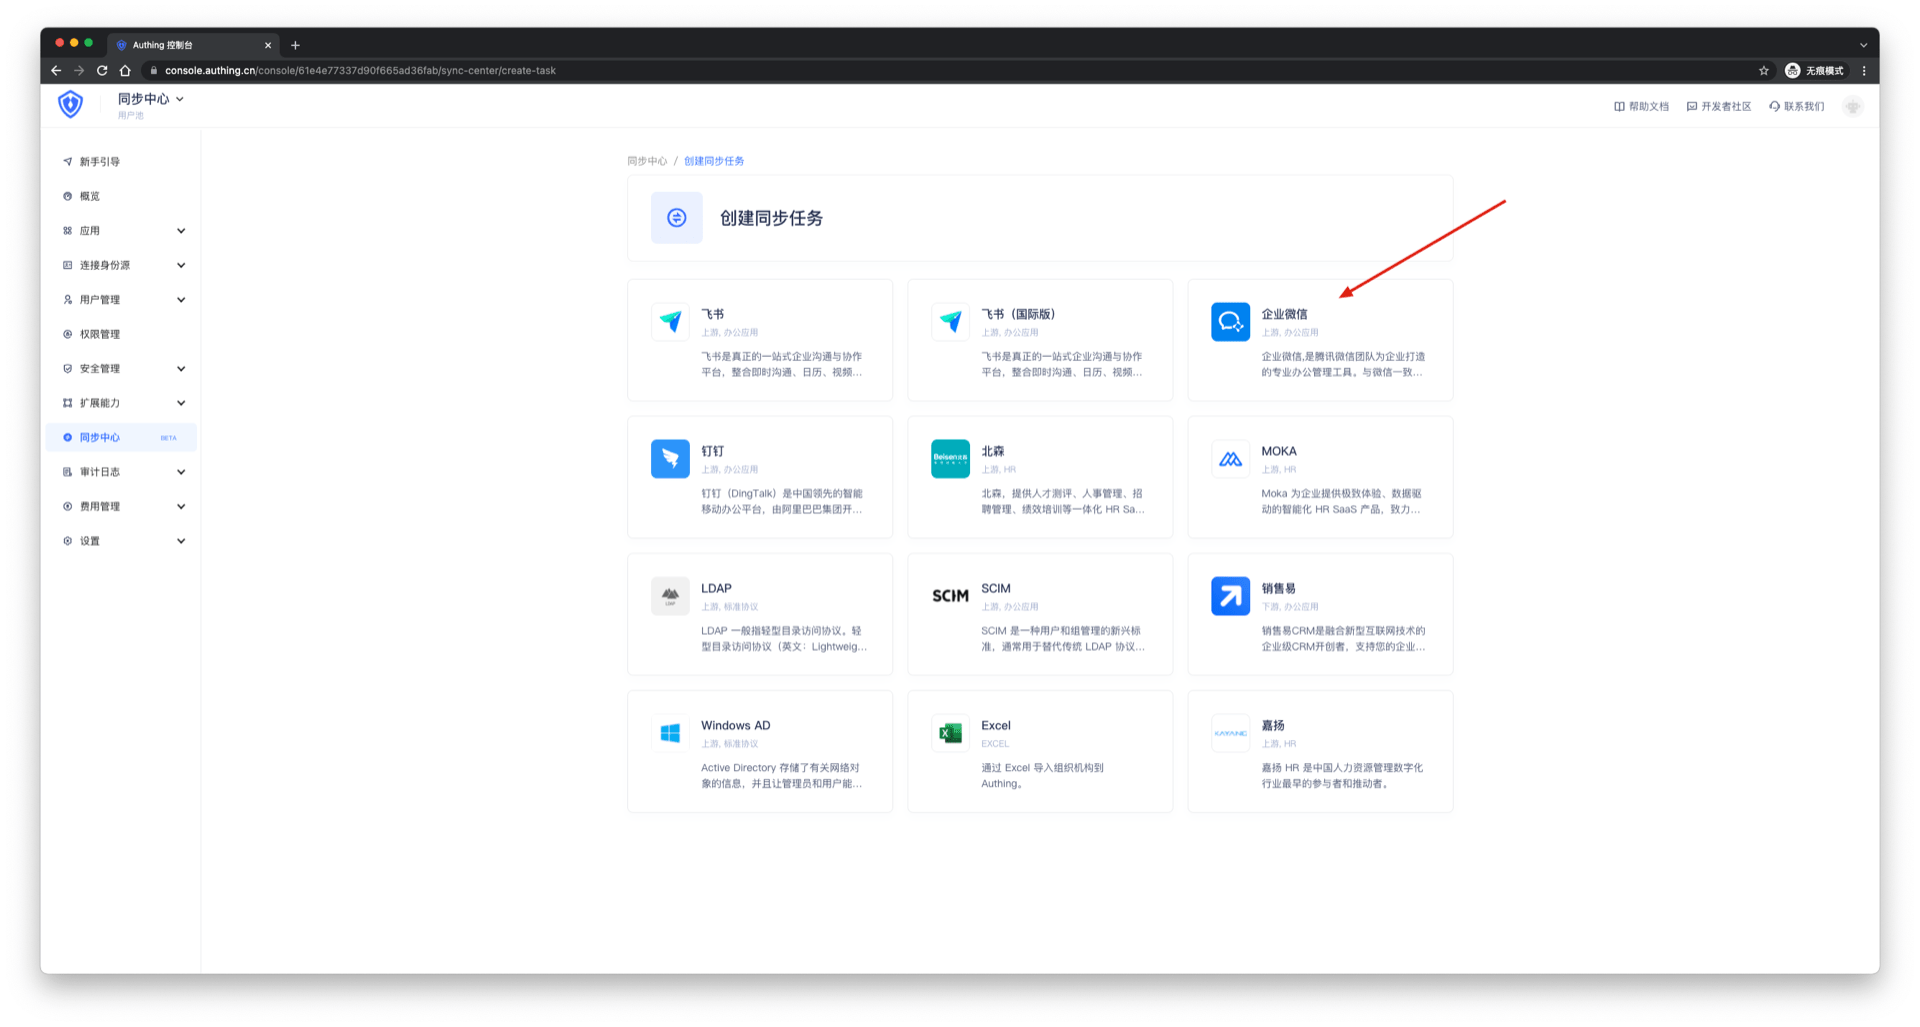 Authing 控制台
console.authing.cn/console/61e4e77337d90f665ad36fab/sync-center/create-task
无痕模式
同步中心
用户池
帮助文档
开发者社区
联系我们
新手引导
概览
应用
连接身份源
用户管理
权限管理
安全管理
扩展能力
同步中心 BETA
审计日志
费用管理
设置
同步中心 / 创建同步任务
创建同步任务
飞书
上游, 办公应用
飞书是真正的一站式企业沟通与协作
平台，整合即时沟通、日历、视频...
飞书（国际版）
上游, 办公应用
飞书是真正的一站式企业沟通与协作
平台，整合即时沟通、日历、视频...
企业微信
上游, 办公应用
企业微信,是腾讯微信团队为企业打造
的专业办公管理工具。与微信一致...
钉钉
上游, 办公应用
钉钉（DingTalk）是中国领先的智能
移动办公平台，由阿里巴巴集团开...
Beisen
北森
上游, HR
北森，提供人才测评、人事管理、招
聘管理、绩效培训等一体化 HR Sa...
MOKA
上游, HR
Moka 为企业提供极致体验、数据驱
动的智能化 HR SaaS 产品，致力...
LDAP
LDAP
上游, 标准协议
LDAP 一般指轻型目录访问协议。轻
型目录访问协议（英文：Lightweig...
SCIM
SCIM
上游, 办公应用
SCIM 是一种用户和组管理的新兴标
准，通常用于替代传统 LDAP 协议...
销售易
下游, 办公应用
销售易CRM是融合新型互联网技术的
企业级CRM开创者，支持您的企业...
Windows AD
上游, 标准协议
Active Directory 存储了有关网络对
象的信息，并且让管理员和用户能...
Excel
EXCEL
通过 Excel 导入组织机构到
Authing。
KAYANG
嘉扬
上游, HR
嘉扬 HR 是中国人力资源管理数字化
行业最早的参与者和推动者。